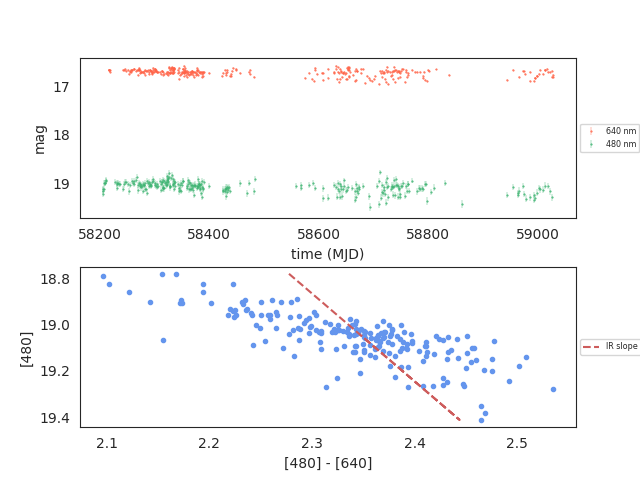 17
18
19
mag
58200 58400 58600 58800 59000
time (MJD)
640 nm
480 nm
18.8
19.0
19.2
19.4
[480]
2.1 2.2 2.3 2.4 2.5
[480] - [640]
IR slope